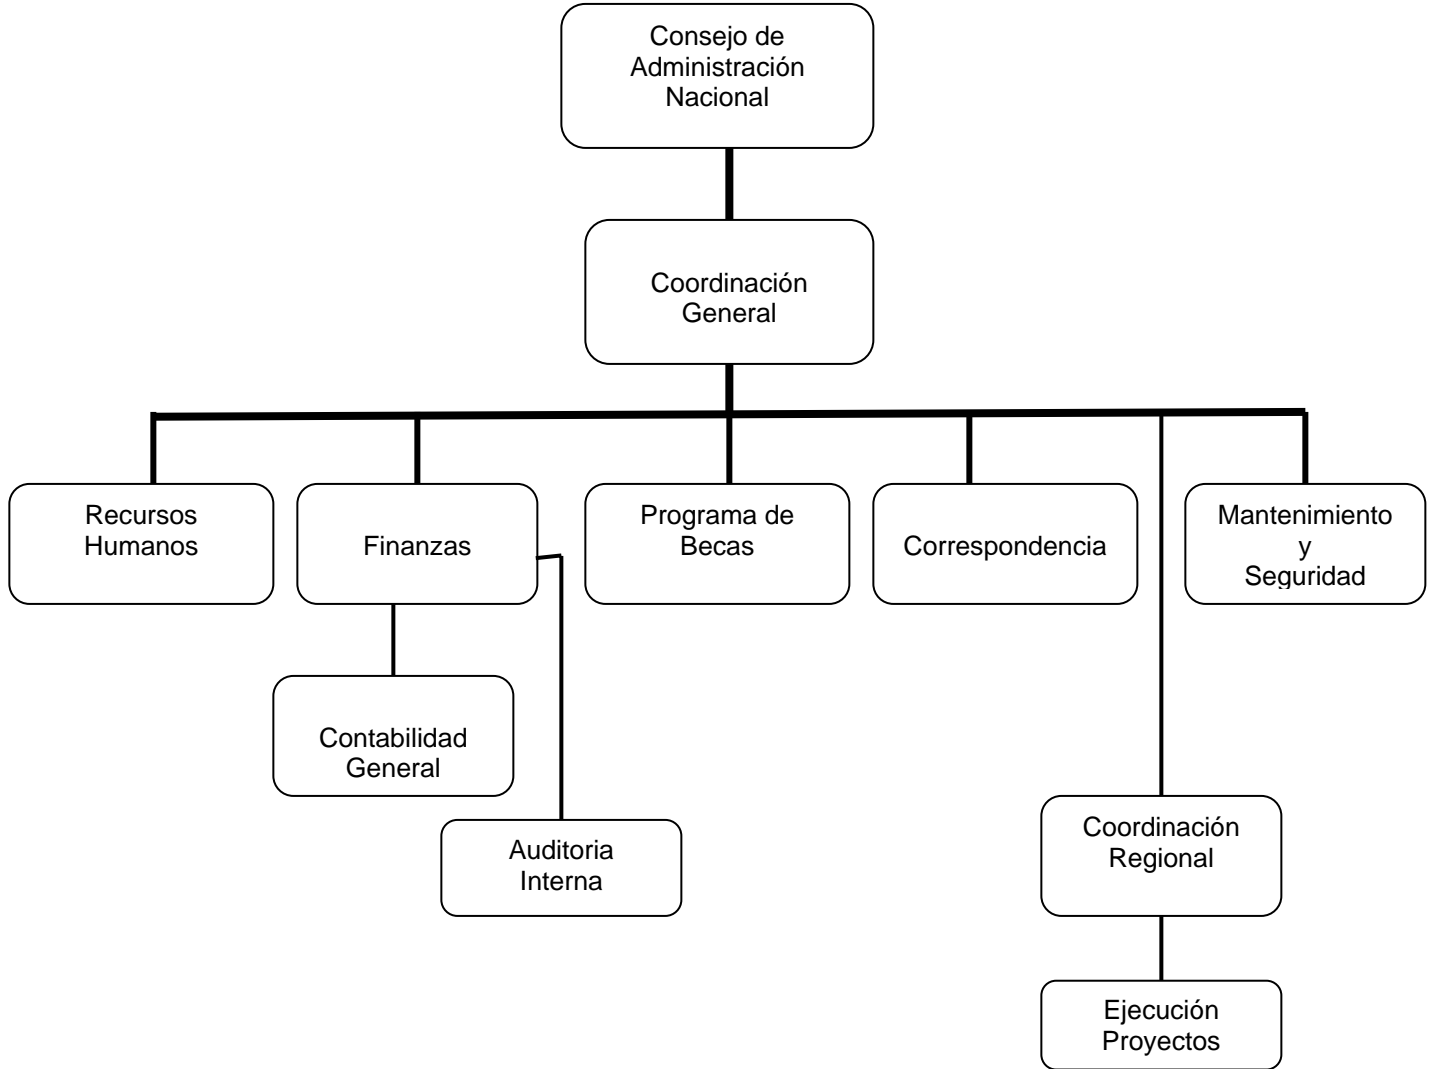 Consejo de
Administración
Nacional
Coordinación
General
Recursos
Humanos
Finanzas
Programa de
Becas
Correspondencia
Mantenimiento
y
Seguridad
Contabilidad
General
Auditoria
Interna
Coordinación
Regional
Ejecución
Proyectos